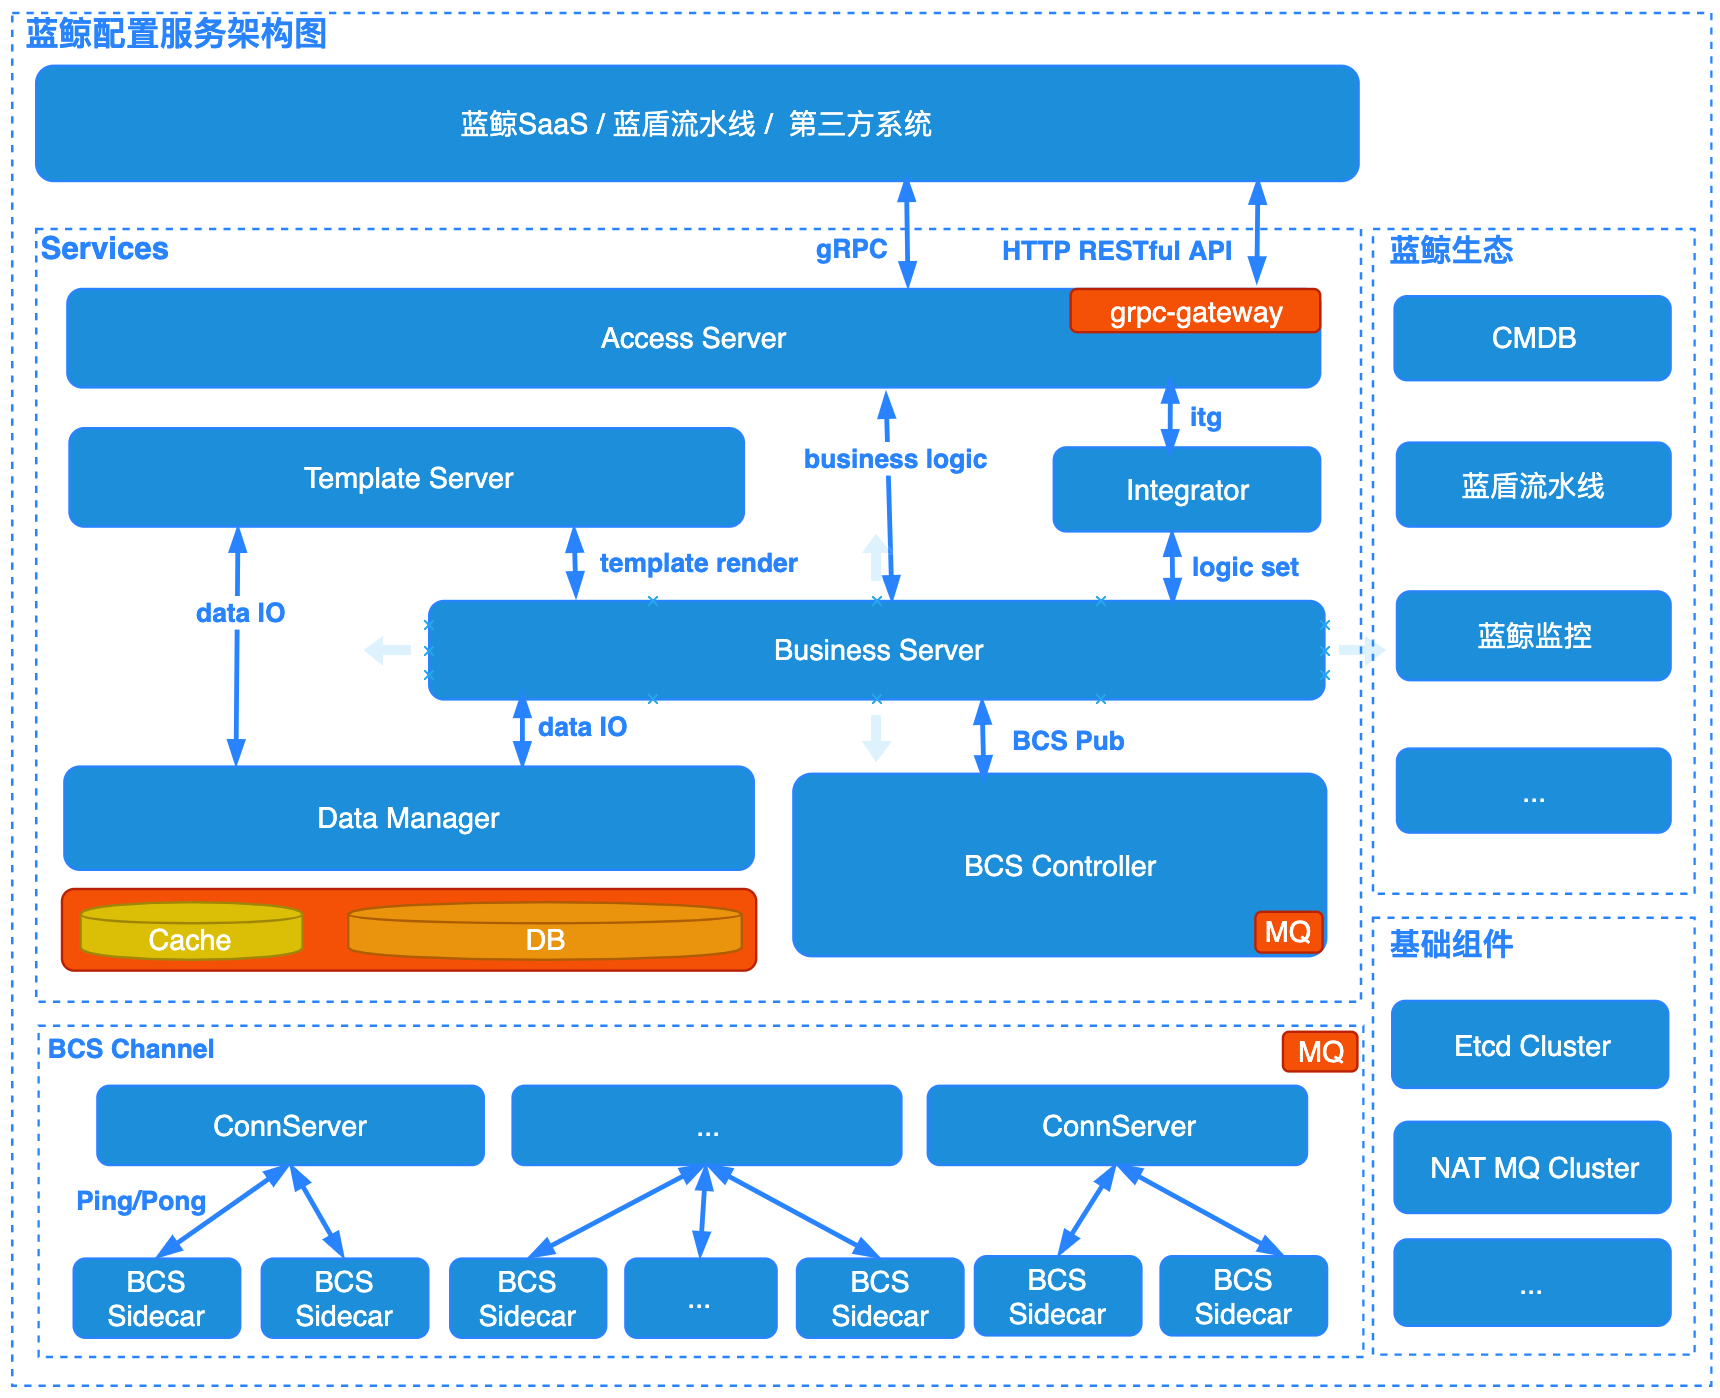 蓝鲸配置服务架构图
蓝鲸SaaS / 蓝盾流水线 / 第三方系统
Services
gRPC
HTTP RESTful API
grpc-gateway
Access Server
itg
Template Server
business logic
Integrator
template render
logic set
data IO
Business Server
data IO
BCS Pub
Data Manager
BCS Controller
Cache
DB
MQ
蓝鲸生态
CMDB
蓝盾流水线
蓝鲸监控
...
基础组件
Etcd Cluster
NAT MQ Cluster
...
BCS Channel
MQ
ConnServer
...
ConnServer
Ping/Pong
BCS
Sidecar
BCS
Sidecar
BCS
Sidecar
...
BCS
Sidecar
BCS
Sidecar
BCS
Sidecar